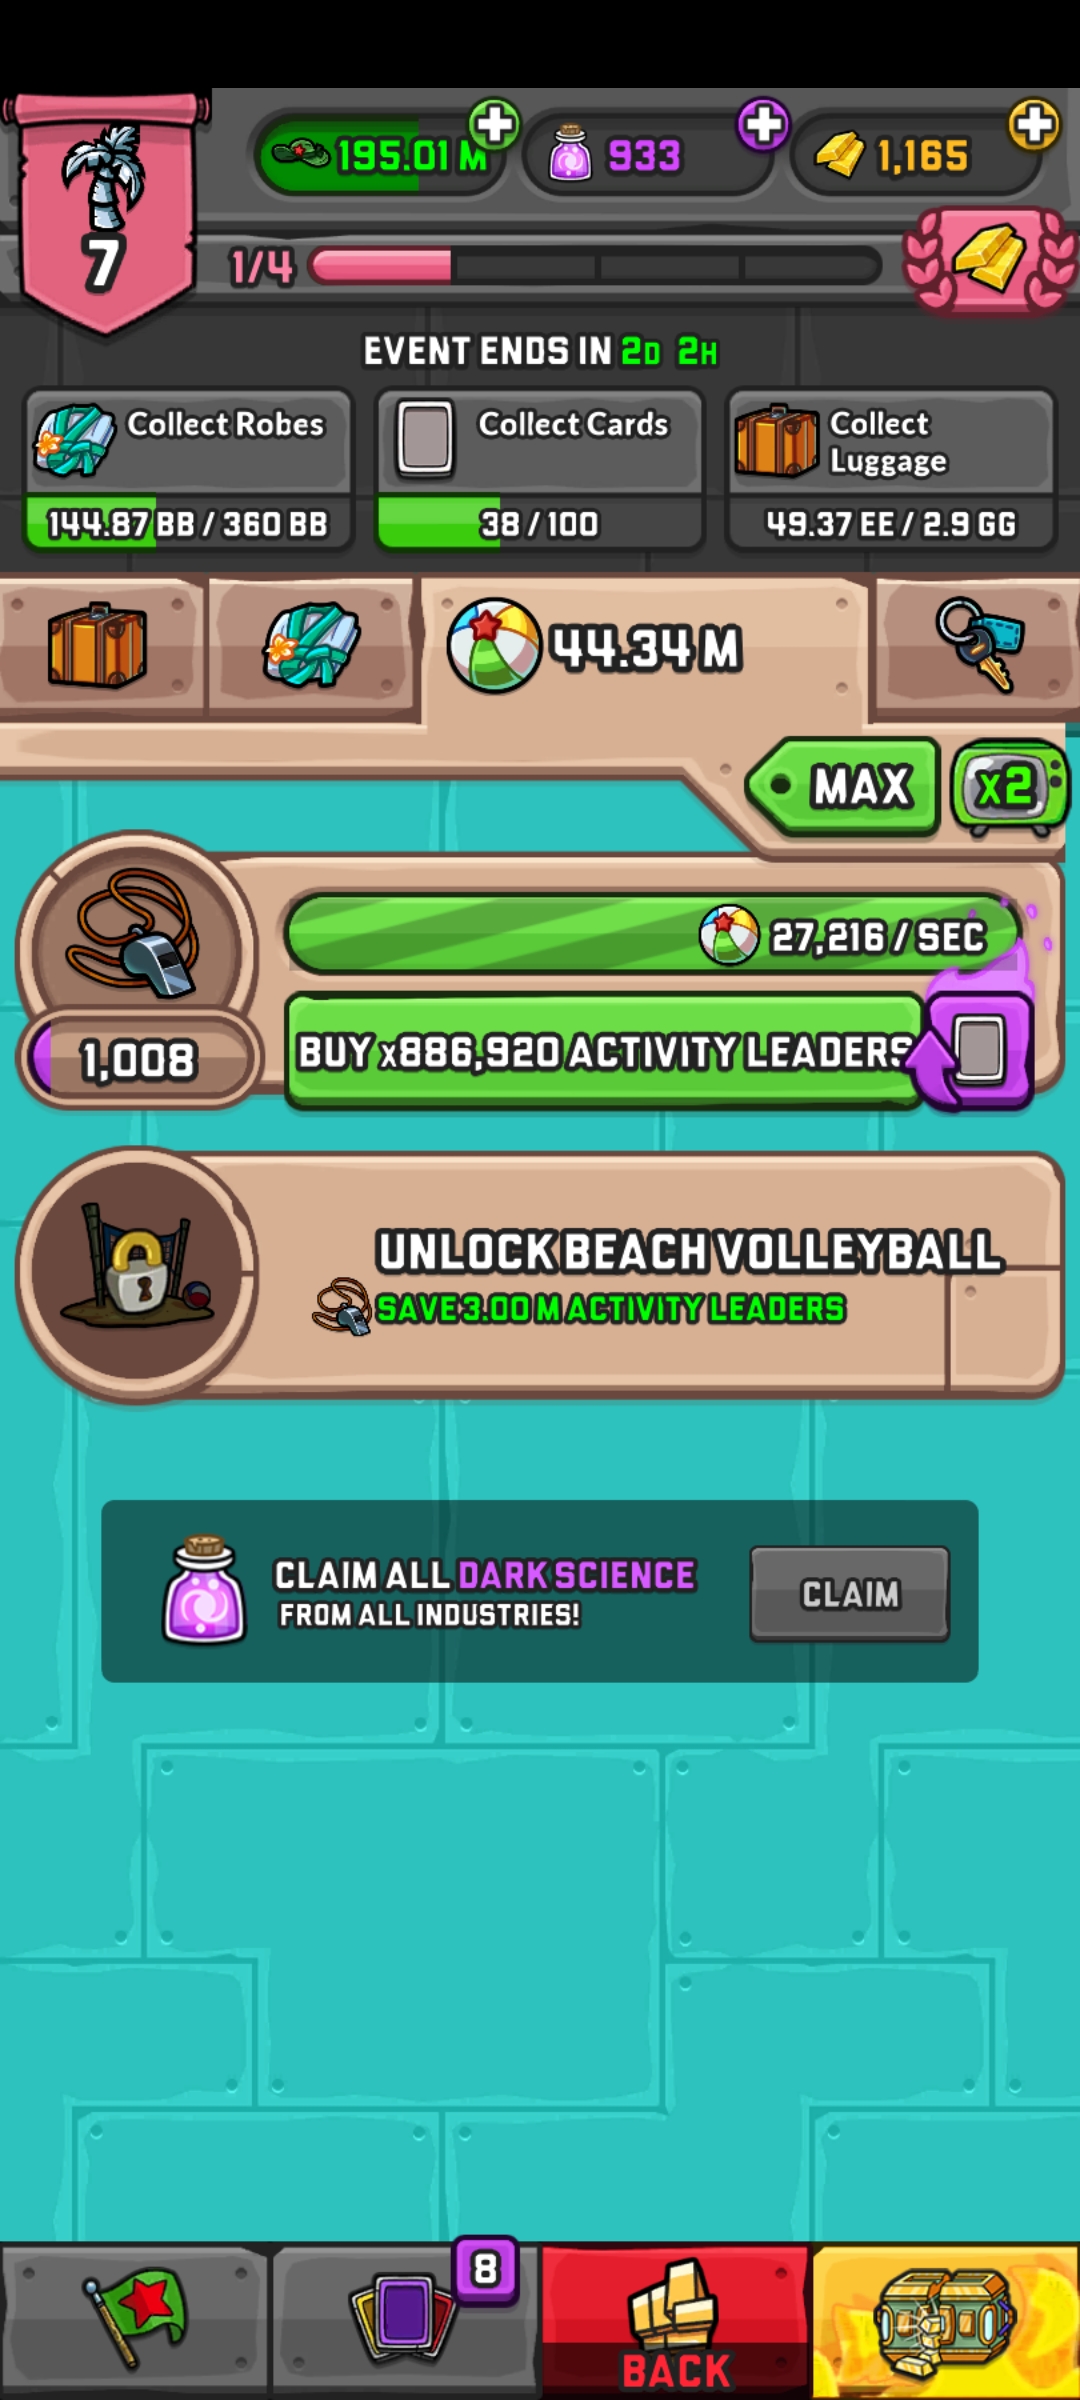 195.01 M
933
1,165
7
1/4
EVENT ENDS IN 2D 2H
Collect Robes
144.87 BB / 360 BB
Collect Cards
38 / 100
Collect
Luggage
49.37 EE / 2.9 GG
44.34 M
MAX
x2
27,216 / SEC
1,008
BUY x886,920 ACTIVITY LEADERS
UNLOCK BEACH VOLLEYBALL
SAVE 3.00 M ACTIVITY LEADERS
CLAIM ALL DARK SCIENCE
FROM ALL INDUSTRIES!
CLAIM
8
BACK